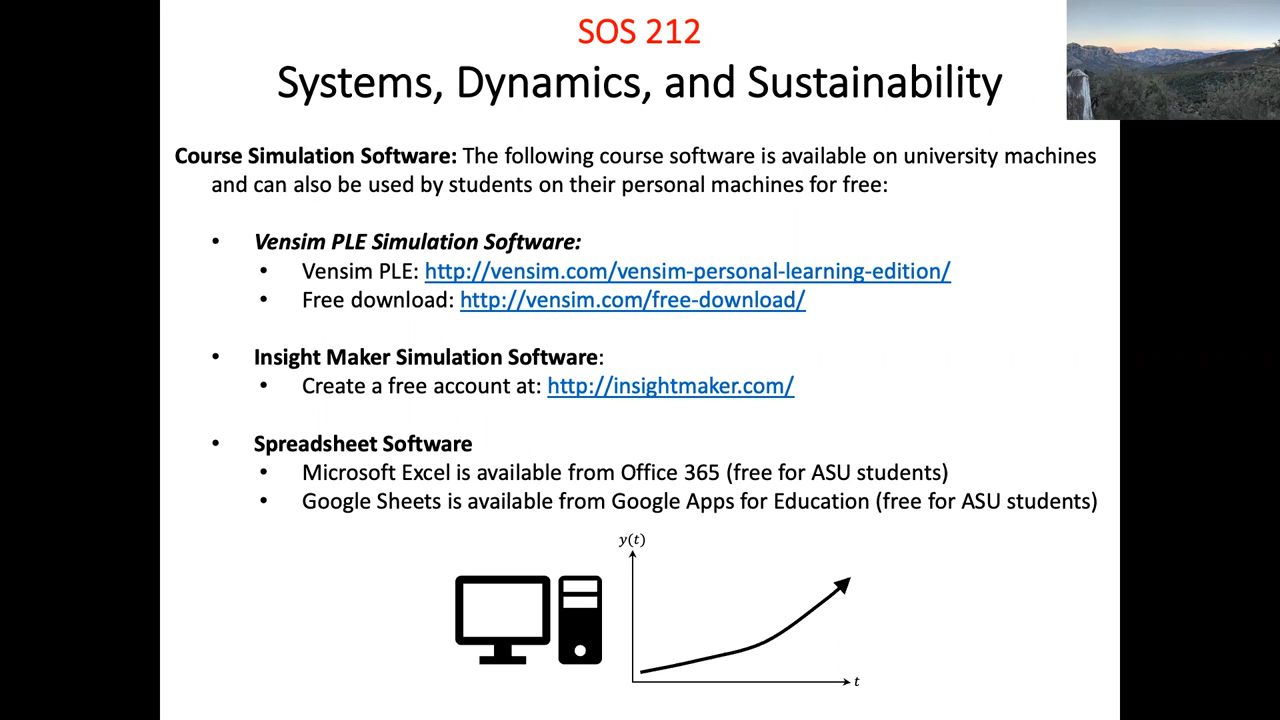 SOS 212
Systems, Dynamics, and Sustainability
Course Simulation Software: The following course software is available on university machines
and can also be used by students on their personal machines for free:
• Vensim PLE Simulation Software:
• Vensim PLE: http://vensim.com/vensim-personal-learning-edition/
• Free download: http://vensim.com/free-download/
• Insight Maker Simulation Software:
• Create a free account at: http://insightmaker.com/
• Spreadsheet Software
• Microsoft Excel is available from Office 365 (free for ASU students)
• Google Sheets is available from Google Apps for Education (free for ASU students)
y(t)
t